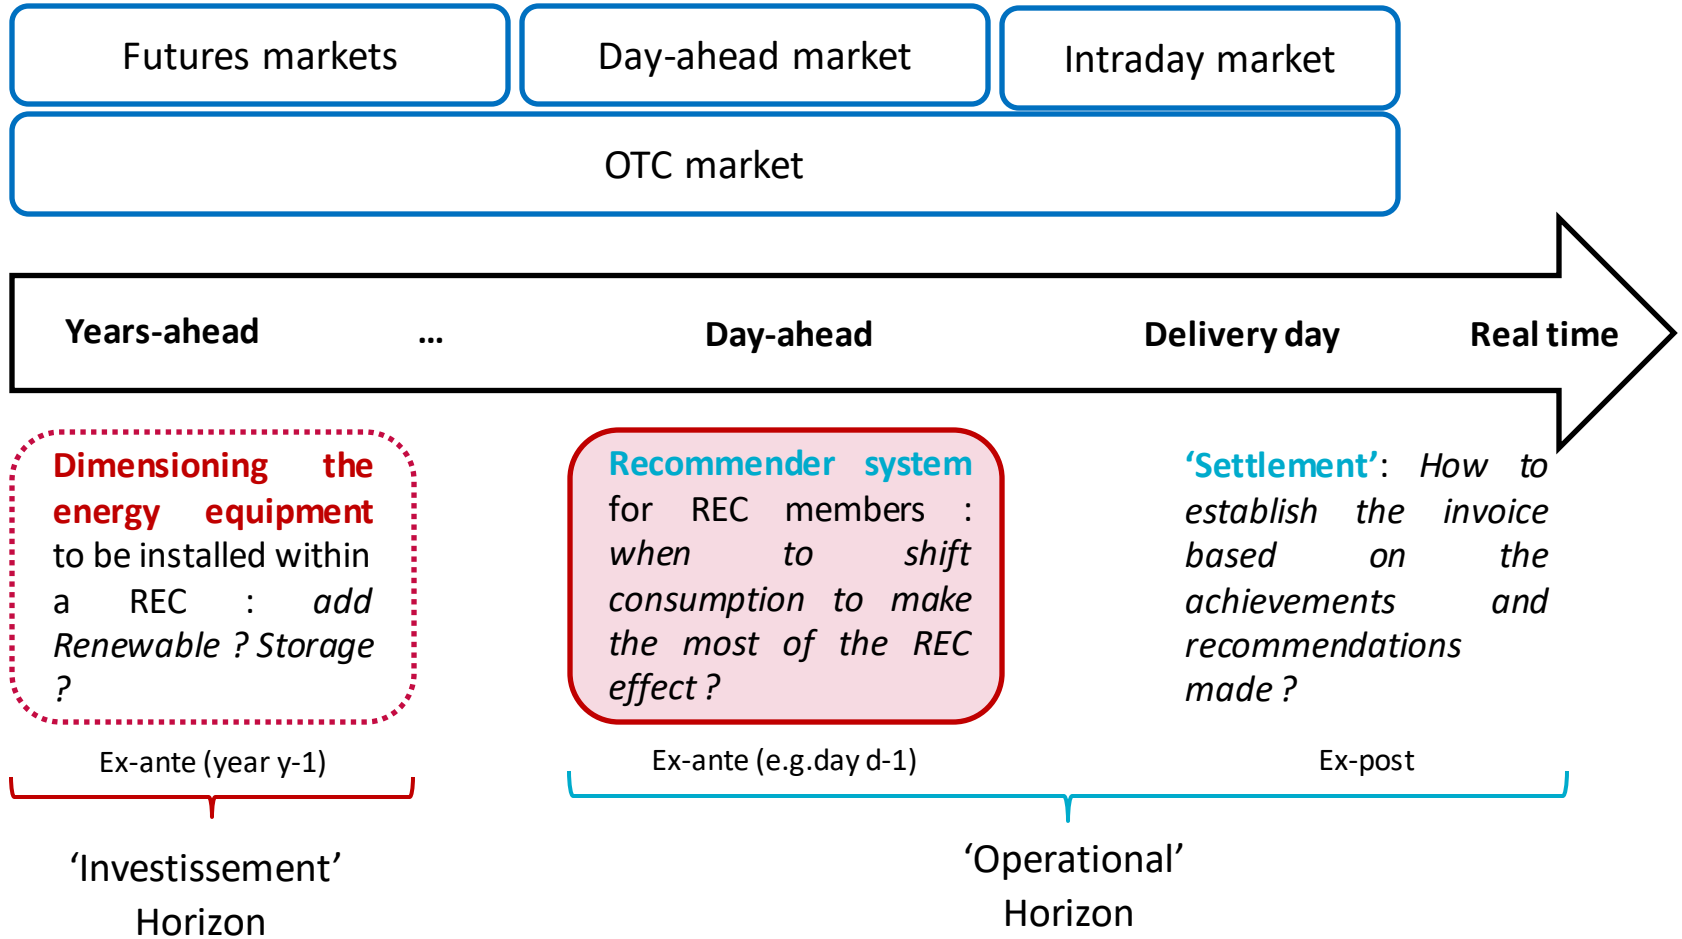 Futures markets
Day-ahead market
Intraday market
OTC market
Years-ahead
...
Day-ahead
Delivery day
Real time
Dimensioning the
energy equipment
to be installed within
a REC : add
Renewable ? Storage
?
Recommender system
for REC members :
when to shift
consumption to make
the most of the REC
effect ?
‘Settlement’: How to
establish the invoice
based on the
achievements and
recommendations
made ?
Ex-ante (year y-1)
Ex-ante (e.g.day d-1)
Ex-post
‘Investissement’
Horizon
‘Operational’
Horizon